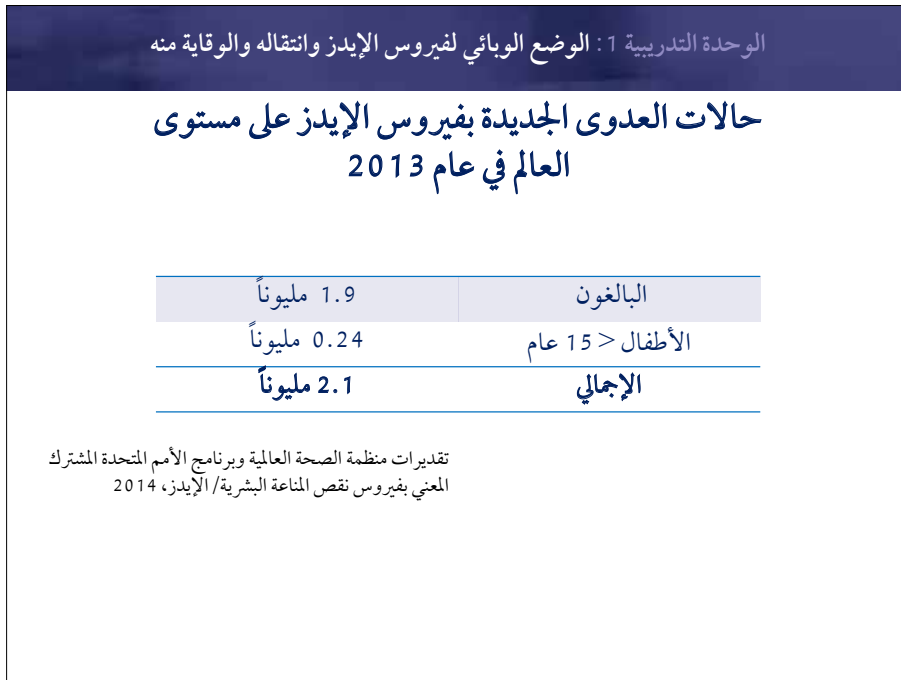 الوحدة التدريبية 1: الوضع الوبائي لفيروس الإيدز وانتقاله والوقاية منه
حالات العدوى الجديدة بفيروس الإيدز على مستوى
العالم في عام 2013
البالغون 1.9 مليوناً
الأطفال < 15 عام 0.24 مليوناً
الإجمالي 2.1 مليوناً
تقديرات منظمة الصحة العالمية وبرنامج الأمم المتحدة المشترك
المعني بفيروس نقص المناعة البشرية/ الإيدز، 2014